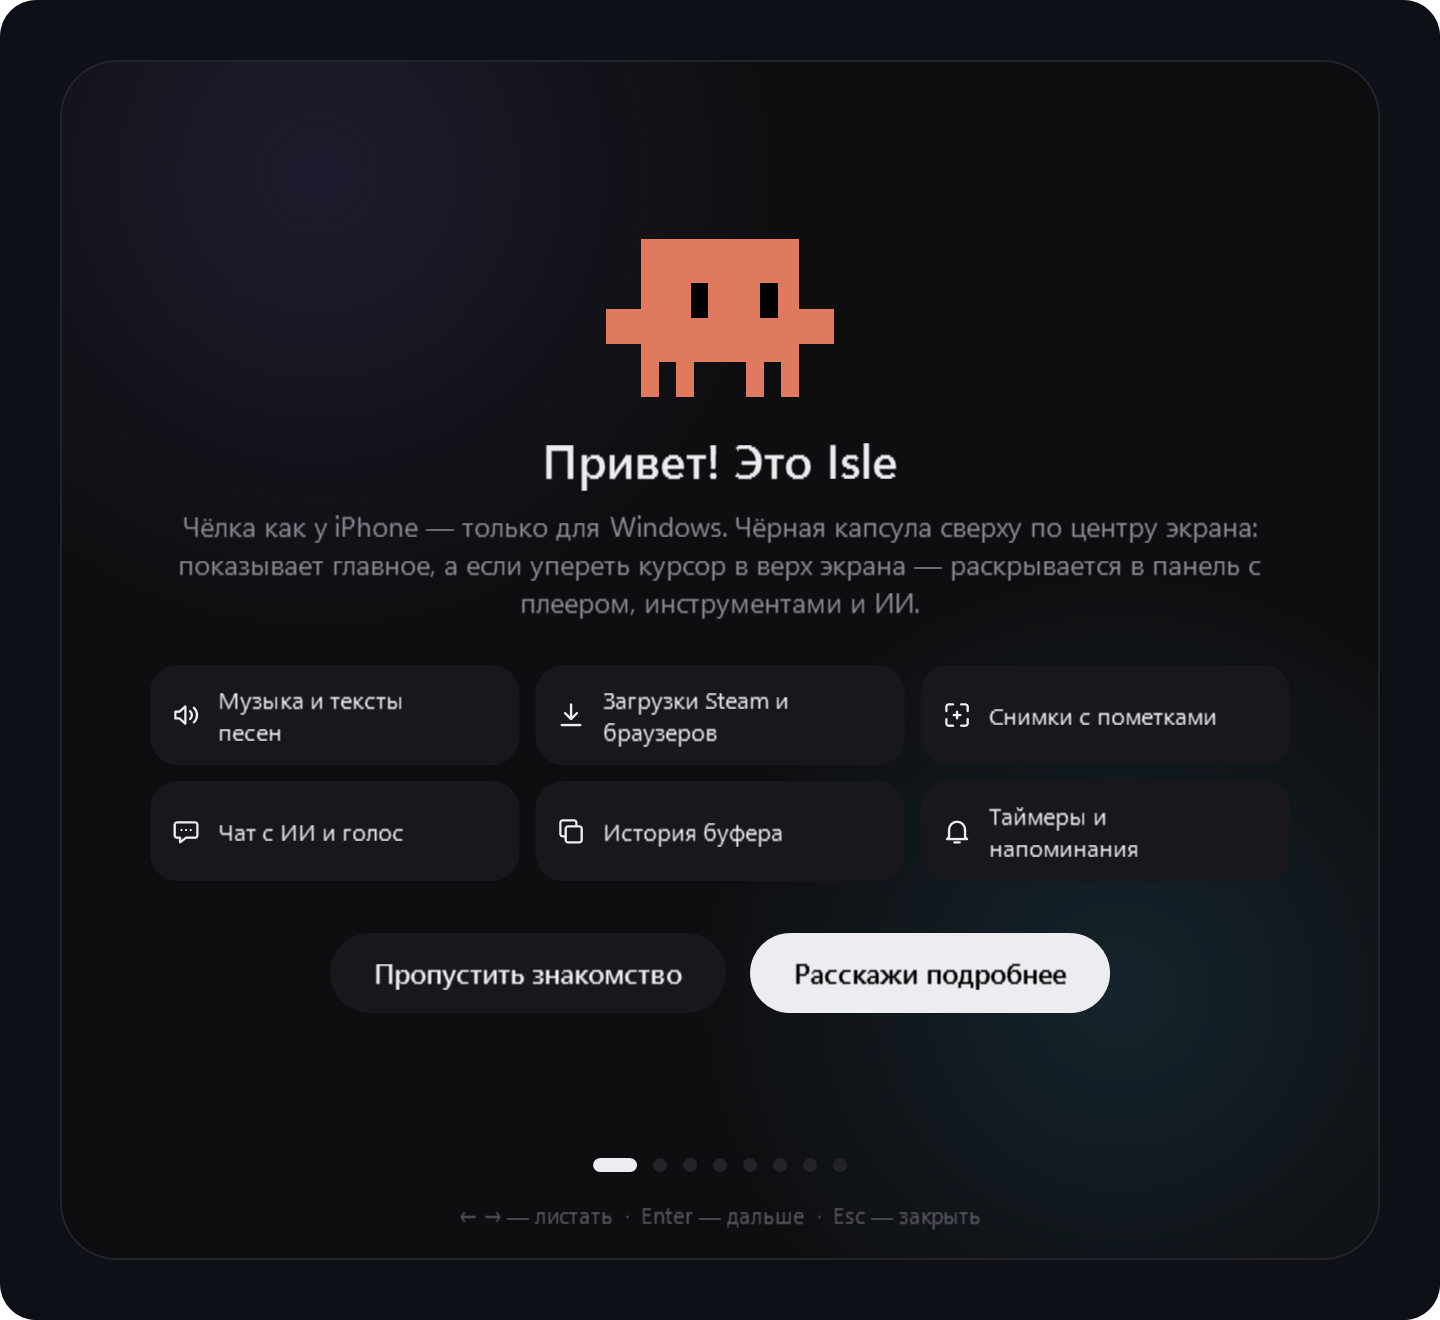 Привет! Это Isle
Чёлка как у iPhone — только для Windows. Чёрная капсула сверху по центру экрана:
показывает главное, а если упереть курсор в верх экрана — раскрывается в панель с
плеером, инструментами и ИИ.
Музыка и тексты
песен
Загрузки Steam и
браузеров
Снимки с пометками
Чат с ИИ и голос
История буфера
Таймеры и
напоминания
Пропустить знакомство
Расскажи подробнее
← → — листать · Enter — дальше · Esc — закрыть